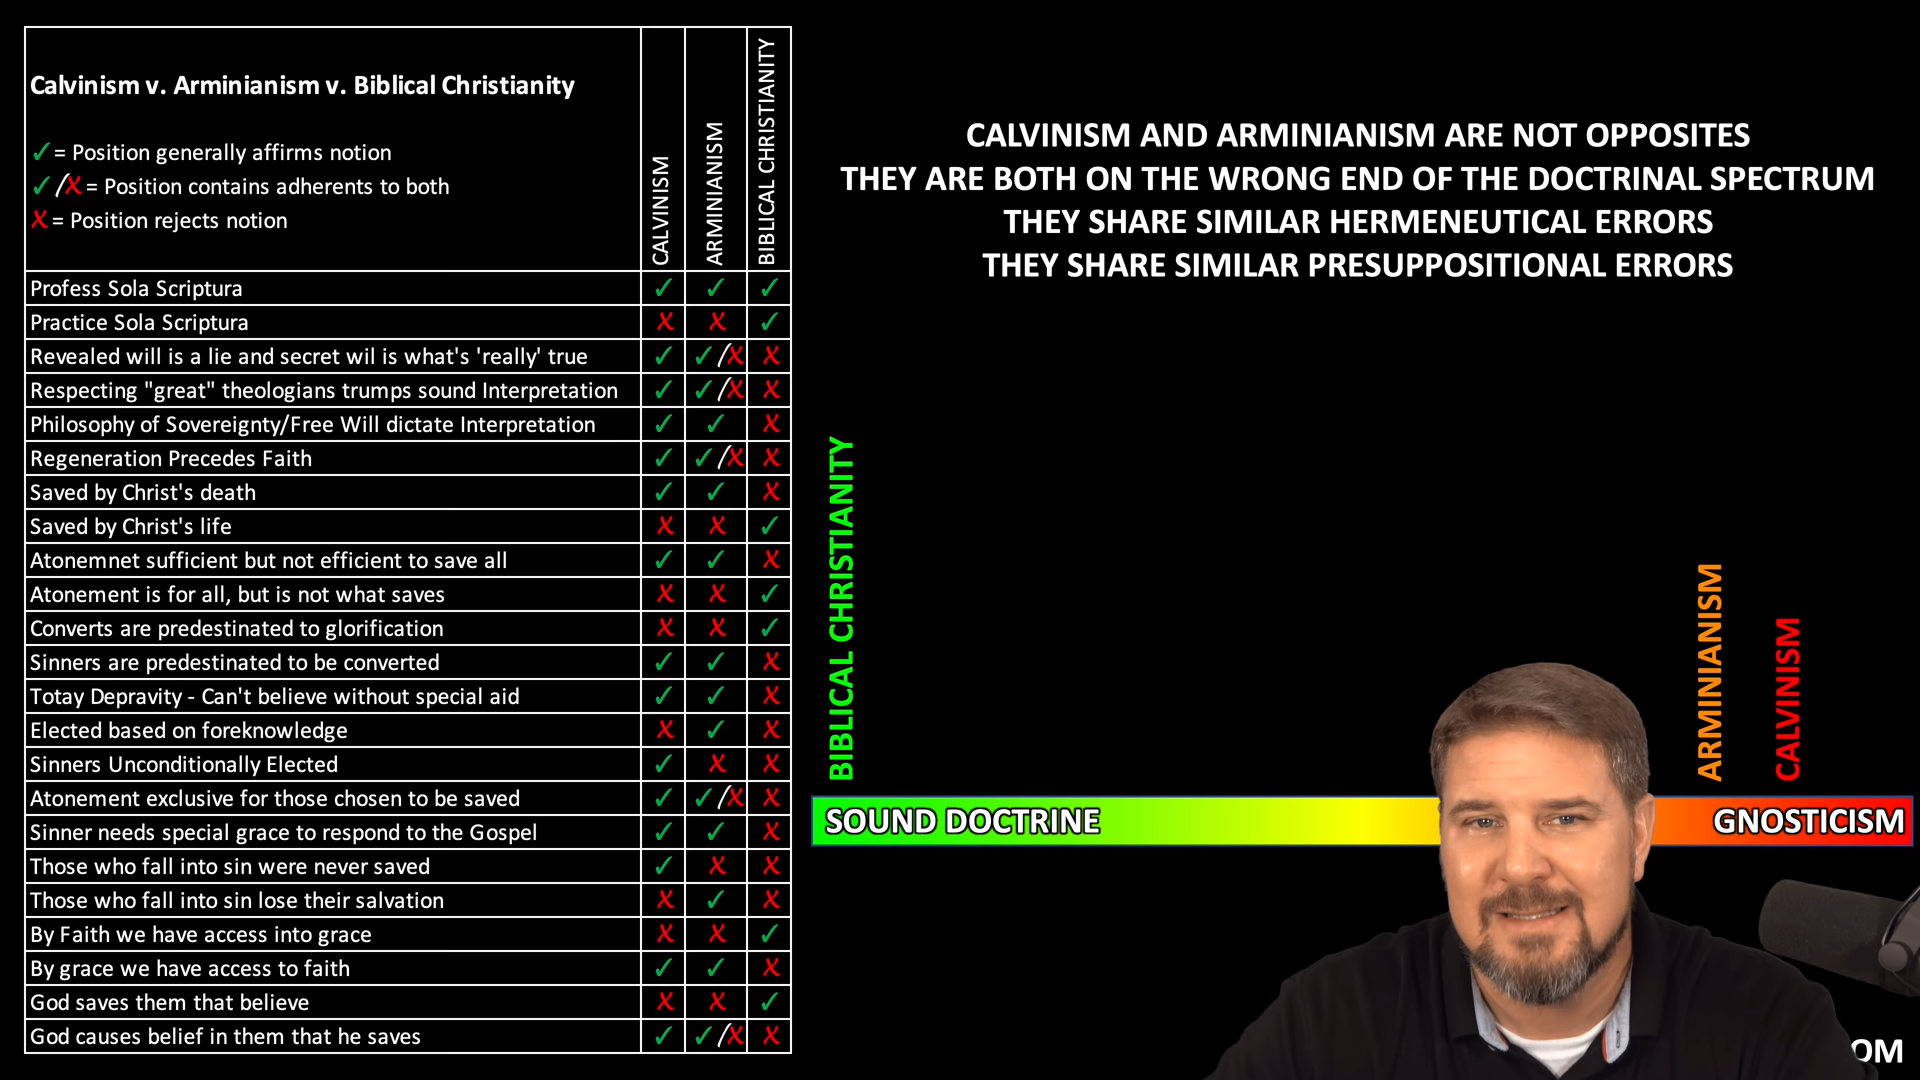 Calvinism v. Arminianism v. Biblical Christianity
✓ = Position generally affirms notion
✓/✗ = Position contains adherents to both
✗ = Position rejects notion
CALVINISM
ARMINIANISM
BIBLICAL CHRISTIANITY
Profess Sola Scriptura ✓ ✓ ✓
Practice Sola Scriptura ✗ ✗ ✓
Revealed will is a lie and secret wil is what's 'really' true ✓ ✓/✗ ✗
Respecting "great" theologians trumps sound Interpretation ✓ ✓/✗ ✗
Philosophy of Sovereignty/Free Will dictate Interpretation ✓ ✓ ✗
Regeneration Precedes Faith ✓ ✓/✗ ✗
Saved by Christ's death ✓ ✓ ✗
Saved by Christ's life ✗ ✗ ✓
Atonemnet sufficient but not efficient to save all ✓ ✓ ✗
Atonement is for all, but is not what saves ✗ ✗ ✓
Converts are predestinated to glorification ✗ ✗ ✓
Sinners are predestinated to be converted ✓ ✓ ✗
Totay Depravity - Can't believe without special aid ✓ ✓ ✗
Elected based on foreknowledge ✗ ✓ ✗
Sinners Unconditionally Elected ✓ ✗ ✗
Atonement exclusive for those chosen to be saved ✓ ✓/✗ ✗
Sinner needs special grace to respond to the Gospel ✓ ✓ ✗
Those who fall into sin were never saved ✓ ✗ ✗
Those who fall into sin lose their salvation ✗ ✓ ✗
By Faith we have access into grace ✗ ✗ ✓
By grace we have access to faith ✓ ✓ ✗
God saves them that believe ✗ ✗ ✓
God causes belief in them that he saves ✓ ✓/✗ ✗
CALVINISM AND ARMINIANISM ARE NOT OPPOSITES
THEY ARE BOTH ON THE WRONG END OF THE DOCTRINAL SPECTRUM
THEY SHARE SIMILAR HERMENEUTICAL ERRORS
THEY SHARE SIMILAR PRESUPPOSITIONAL ERRORS
BIBLICAL CHRISTIANITY
ARMINIANISM
CALVINISM
SOUND DOCTRINE
GNOSTICISM